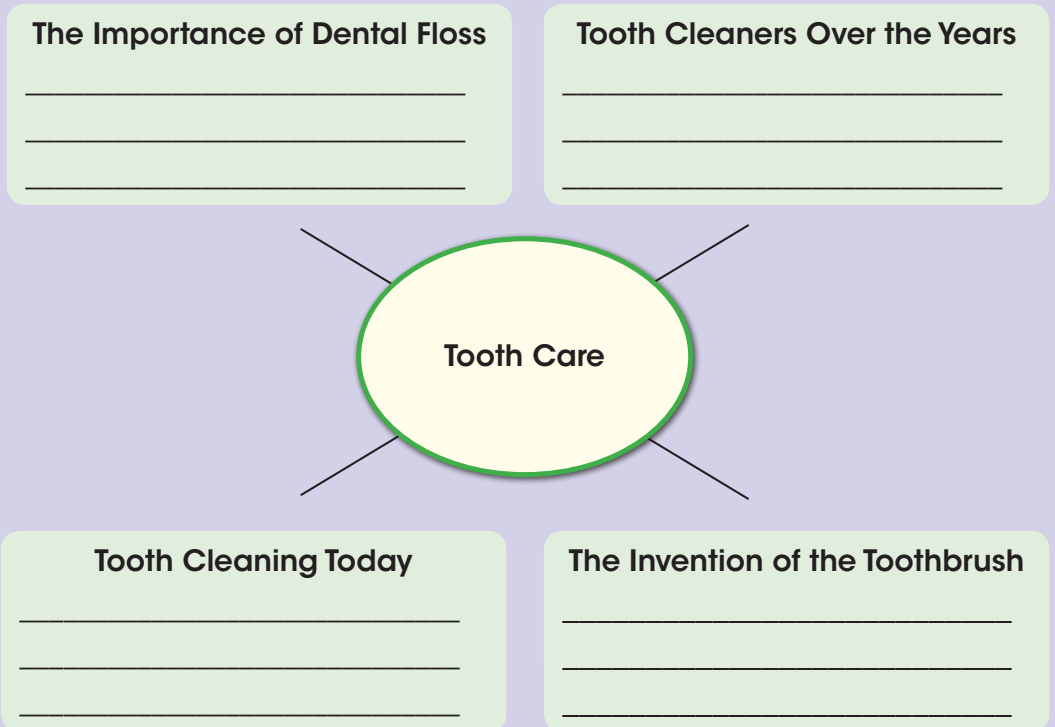 The Importance of Dental Floss
Tooth Cleaners Over the Years
Tooth Care
Tooth Cleaning Today
The Invention of the Toothbrush